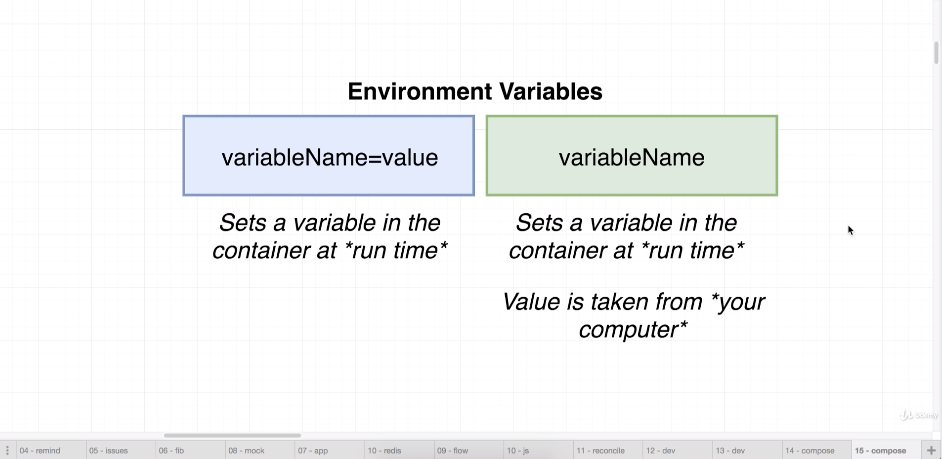 Environment Variables
variableName=value
variableName
Sets a variable in the
container at *run time*
Sets a variable in the
container at *run time*
Value is taken from *your
computer*
Udemy
04 - remind
05 - issues
06 - fib
08 - mock
07 - app
10 - redis
09 - flow
10 - js
11 - reconcile
12 - dev
13 - dev
14 - compose
15 - compose